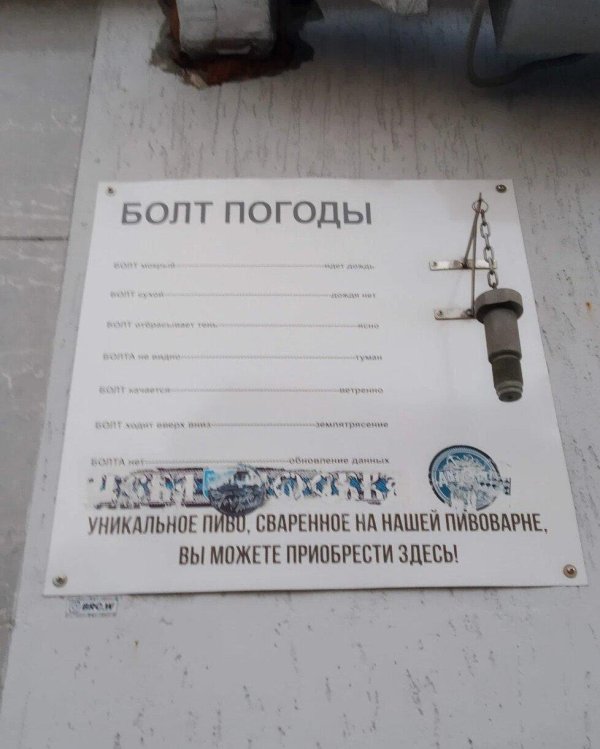 БОЛТ ПОГОДЫ
БОЛТ мокрый----------------------------идет дождь
БОЛТ сухой----------------------------дождя нет
БОЛТ отбрасывает тень----------------------------ясно
БОЛТА не видно----------------------------туман
БОЛТ качается----------------------------ветренно
БОЛТ ходит вверх вниз--------------------землятрясение
БОЛТА нет----------------------------обновление данных
УНИКАЛЬНОЕ ПИВО, СВАРЕННОЕ НА НАШЕЙ ПИВОВАРНЕ,
ВЫ МОЖЕТЕ ПРИОБРЕСТИ ЗДЕСЬ!
BRC.W